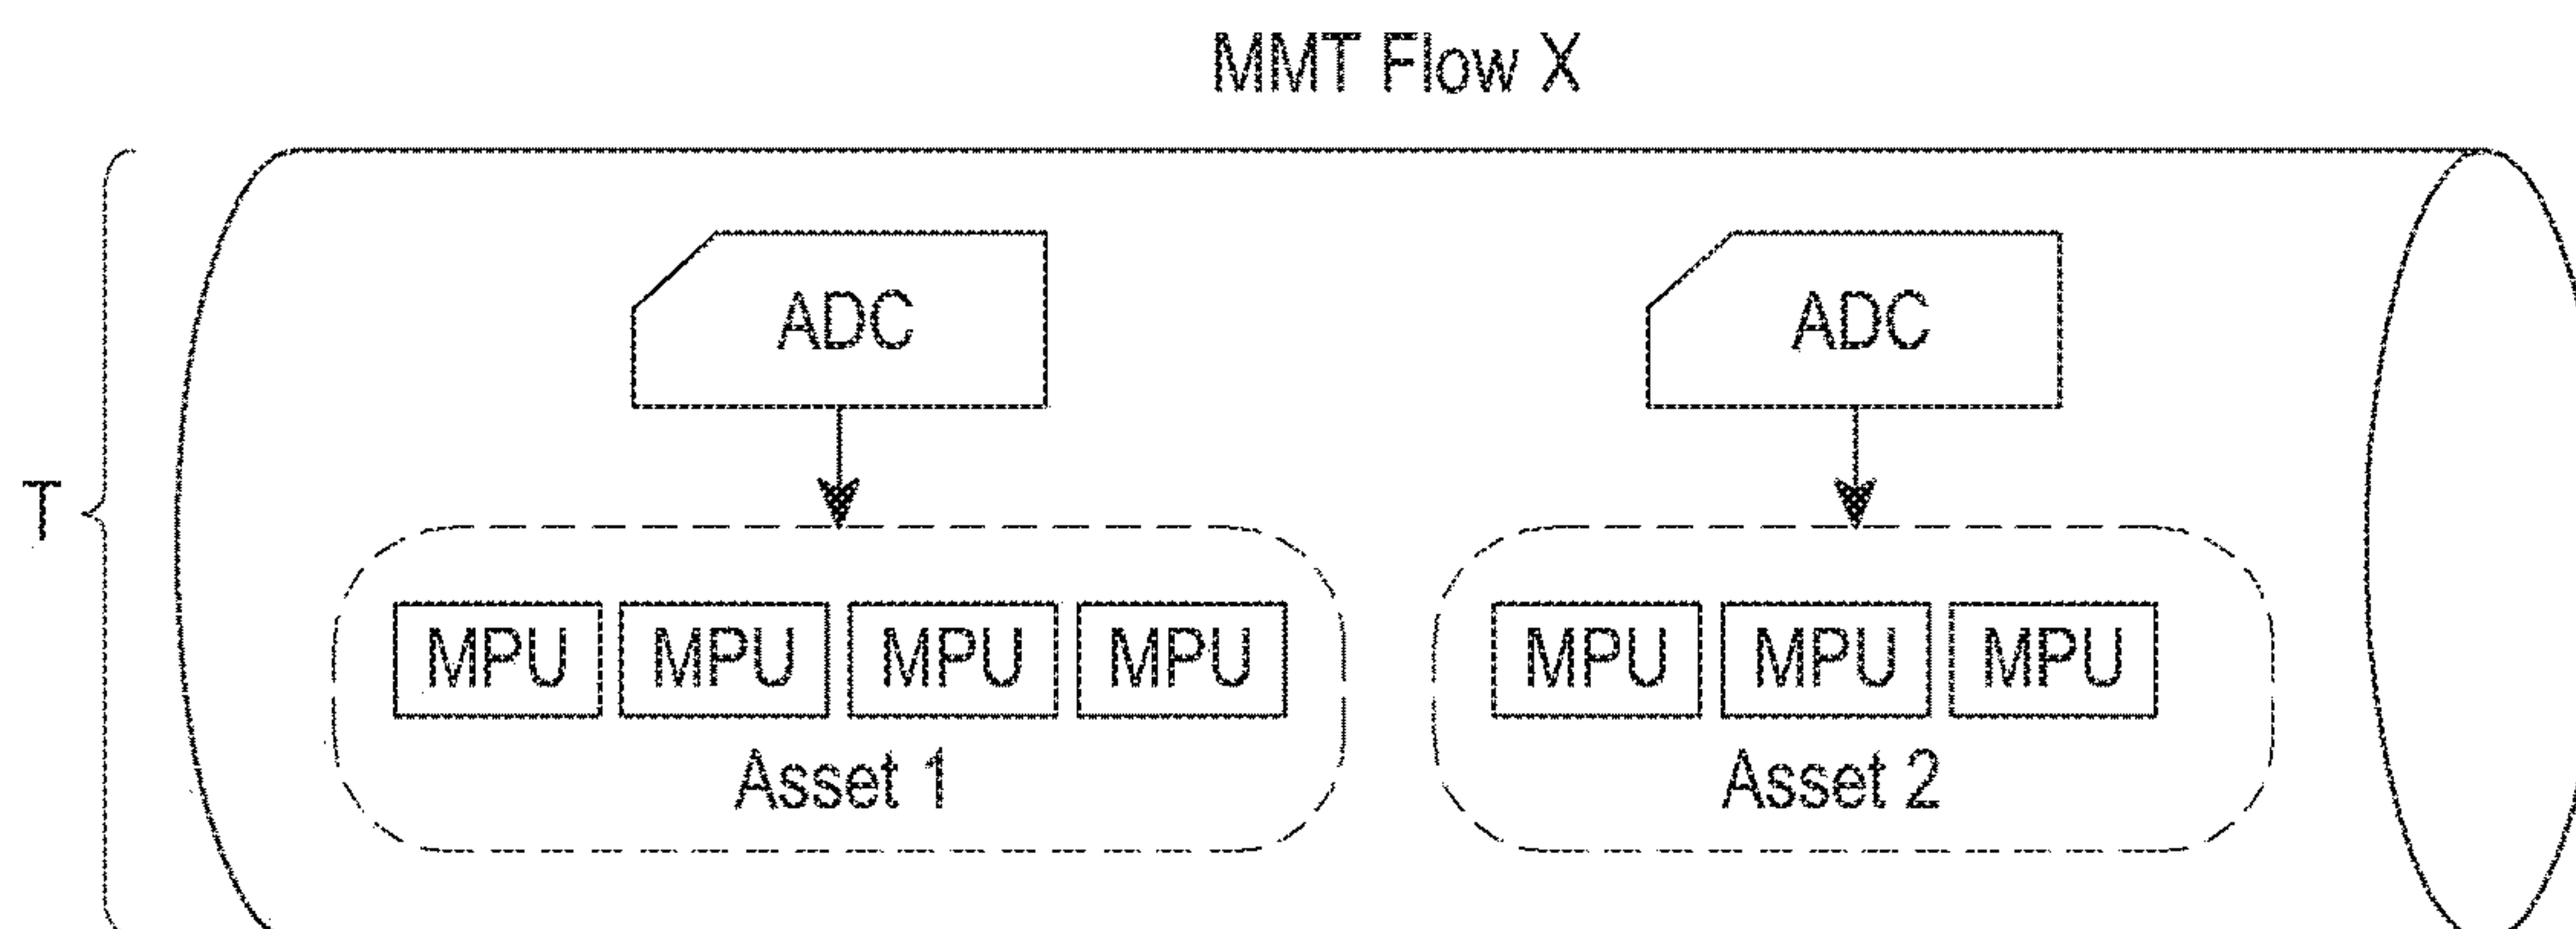 MMT Flow X
ADC ADC
T
MPU MPU MPU MPU MPU MPU MPU
Asset 1 Asset 2